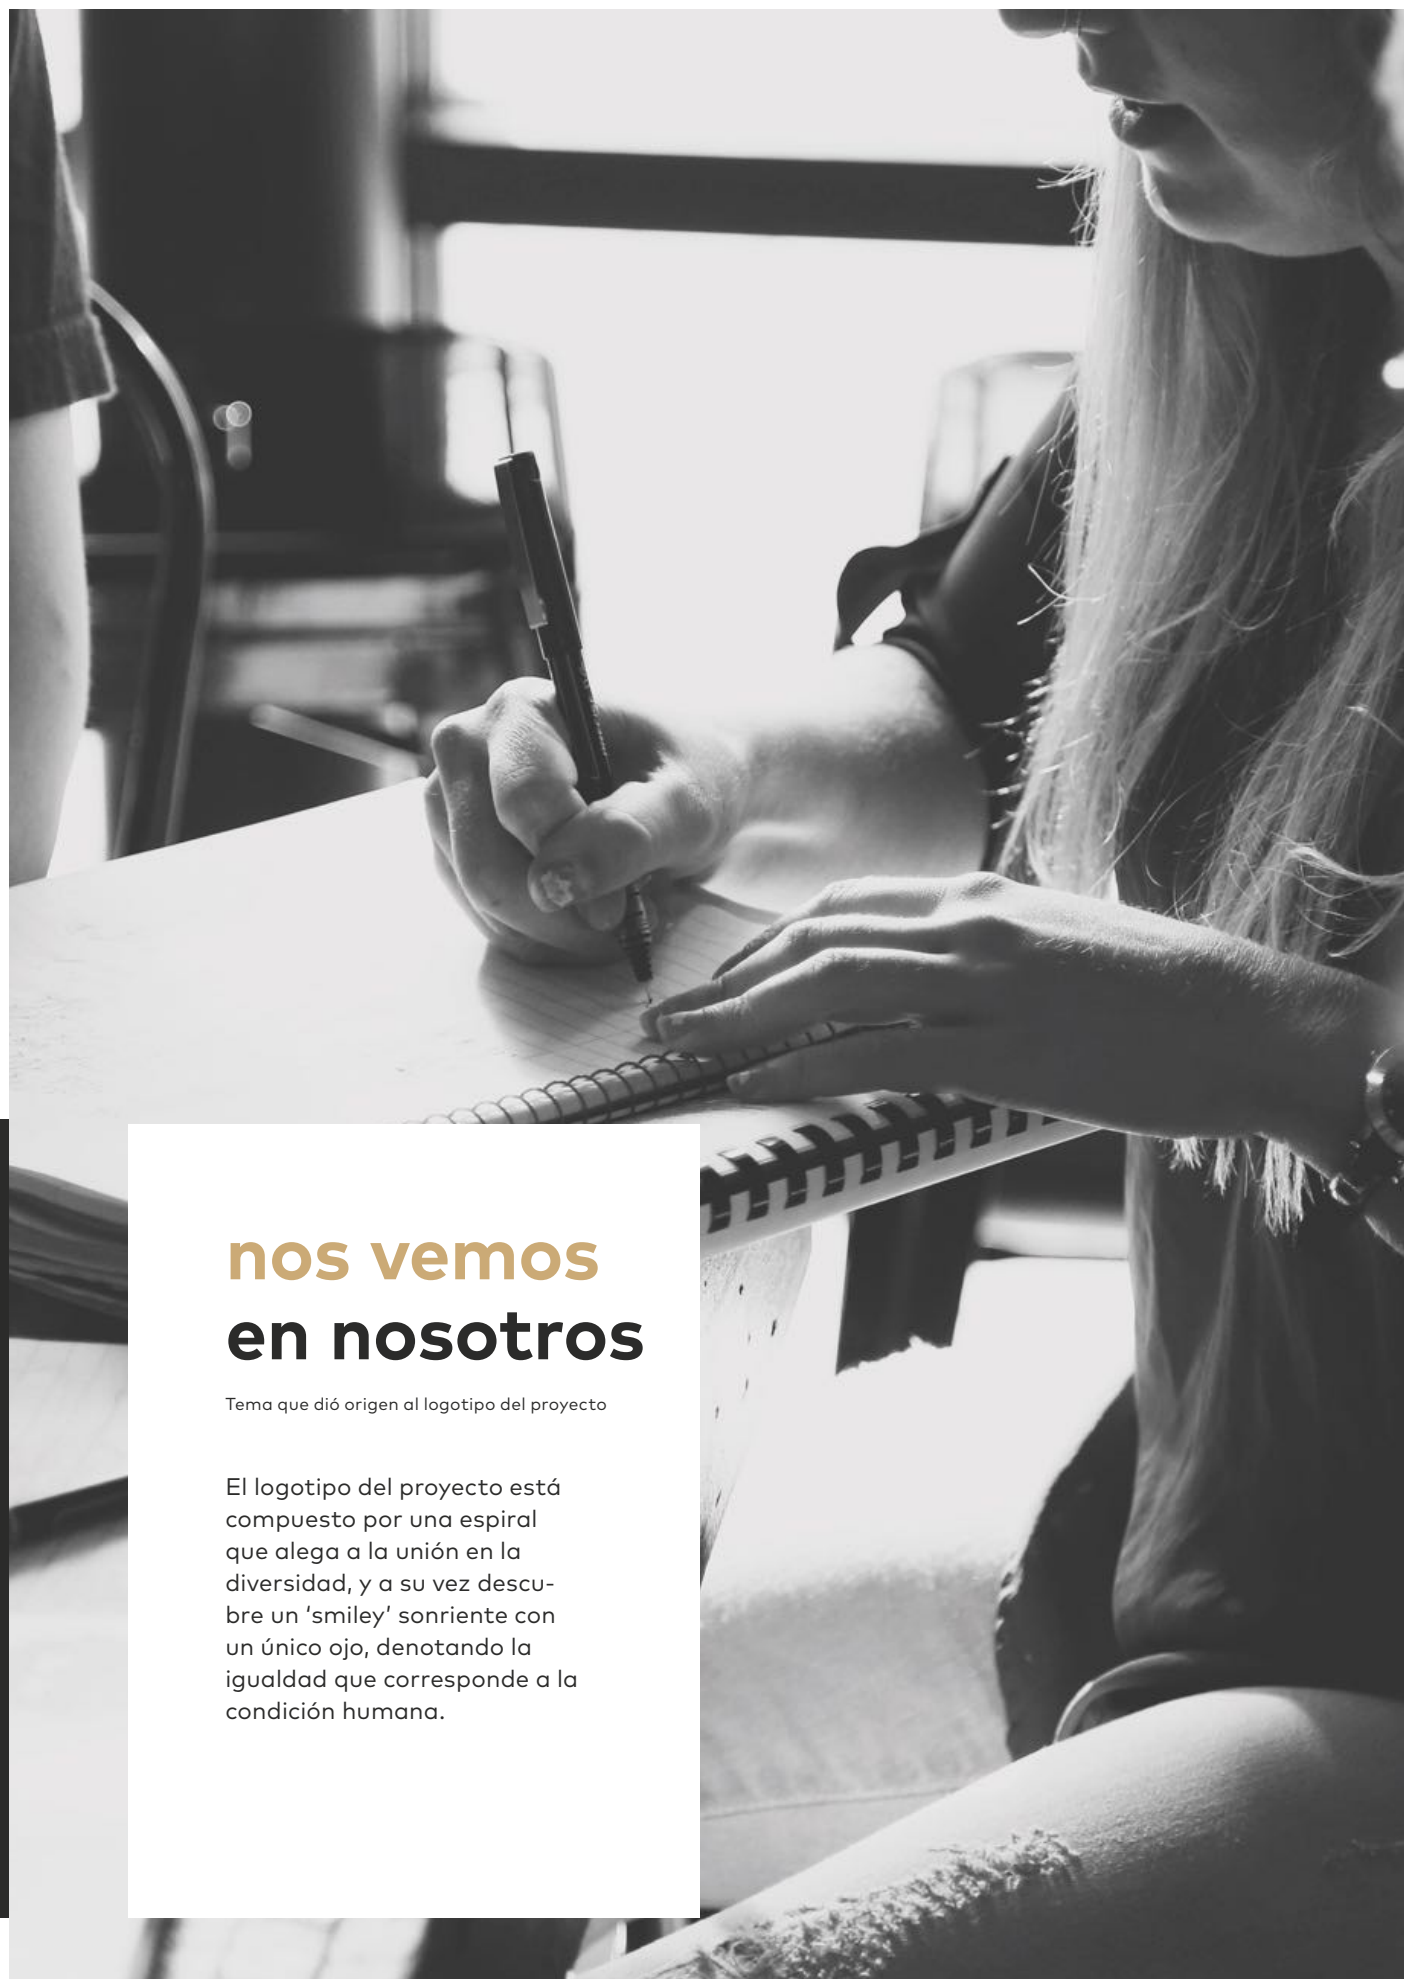 nos vemos
en nosotros
Tema que dió origen al logotipo del proyecto
El logotipo del proyecto está
compuesto por una espiral
que alega a la unión en la
diversidad, y a su vez descu-
bre un ‘smiley’ sonriente con
un único ojo, denotando la
igualdad que corresponde a la
condición humana.